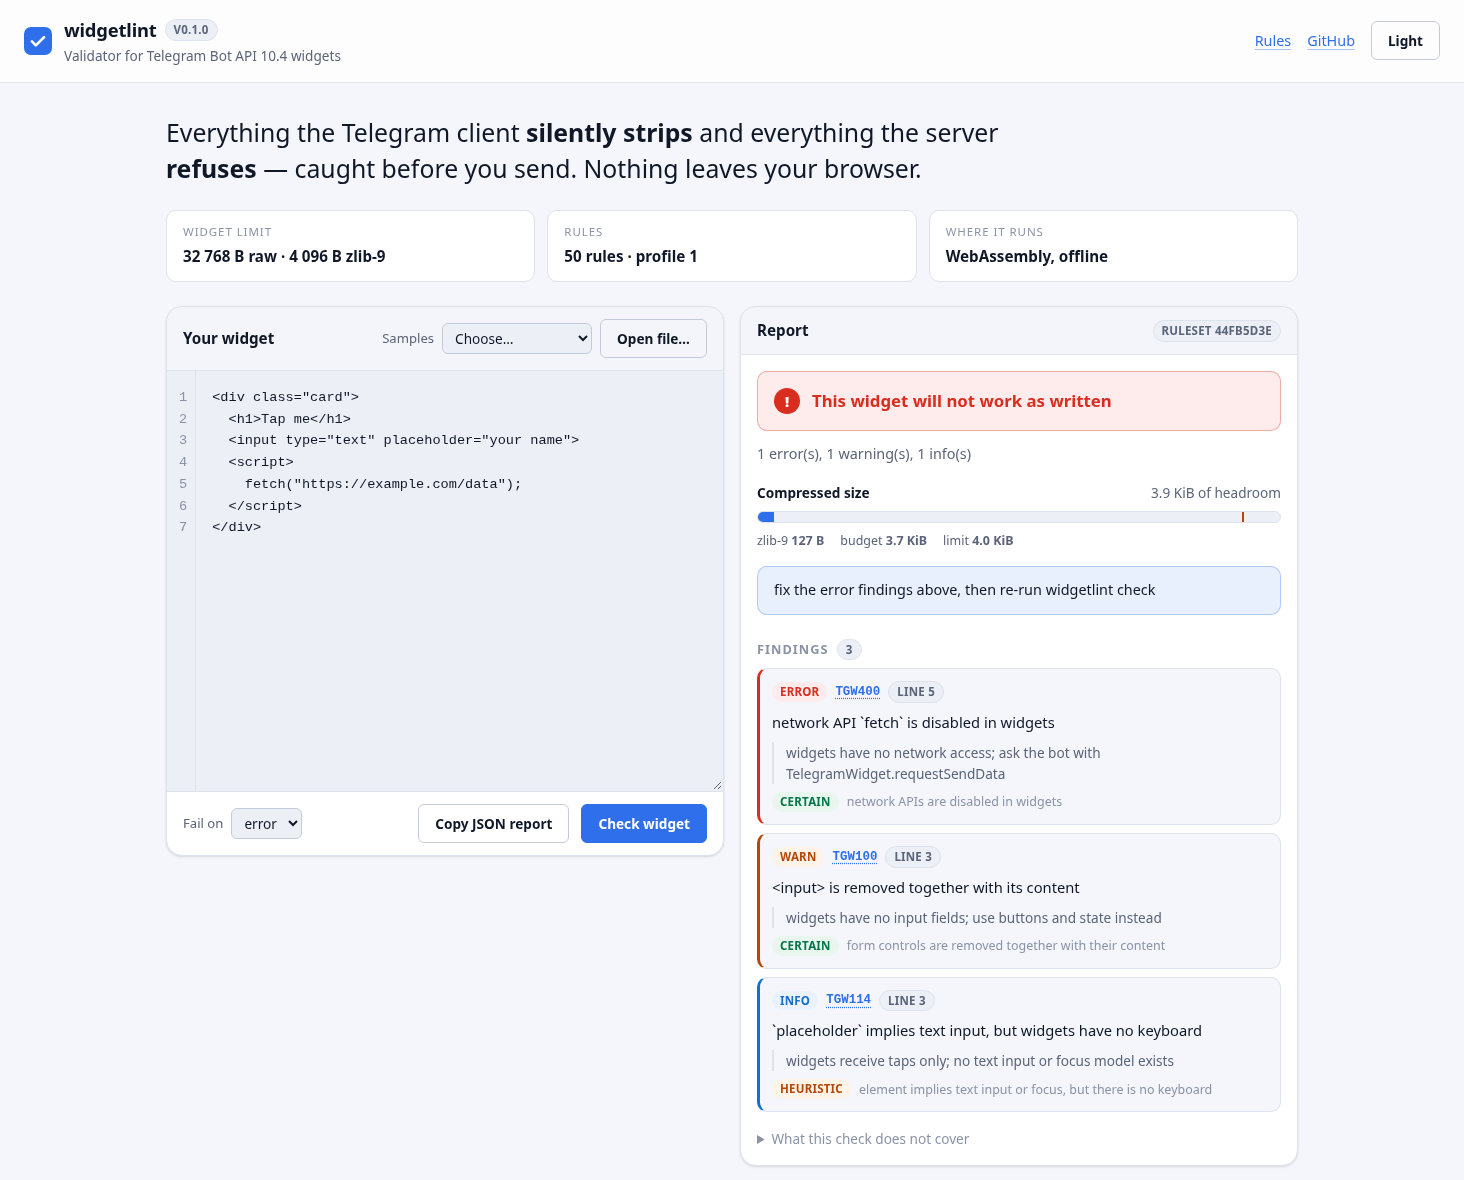 widgetlint V0.1.0
Validator for Telegram Bot API 10.4 widgets
Rules GitHub Light
Everything the Telegram client silently strips and everything the server
refuses — caught before you send. Nothing leaves your browser.
WIDGET LIMIT
32 768 B raw · 4 096 B zlib-9
RULES
50 rules · profile 1
WHERE IT RUNS
WebAssembly, offline
Your widget Samples Choose... Open file...
1 <div class="card">
2 <h1>Tap me</h1>
3 <input type="text" placeholder="your name">
4 <script>
5 fetch("https://example.com/data");
6 </script>
7 </div>
Fail on error Copy JSON report Check widget
Report RULESET 44FB5D3E
! This widget will not work as written
1 error(s), 1 warning(s), 1 info(s)
Compressed size 3.9 KiB of headroom
zlib-9 127 B budget 3.7 KiB limit 4.0 KiB
fix the error findings above, then re-run widgetlint check
FINDINGS 3
ERROR TGW400 LINE 5
network API `fetch` is disabled in widgets
widgets have no network access; ask the bot with
TelegramWidget.requestSendData
CERTAIN network APIs are disabled in widgets
WARN TGW100 LINE 3
<input> is removed together with its content
widgets have no input fields; use buttons and state instead
CERTAIN form controls are removed together with their content
INFO TGW114 LINE 3
`placeholder` implies text input, but widgets have no keyboard
widgets receive taps only; no text input or focus model exists
HEURISTIC element implies text input or focus, but there is no keyboard
What this check does not cover